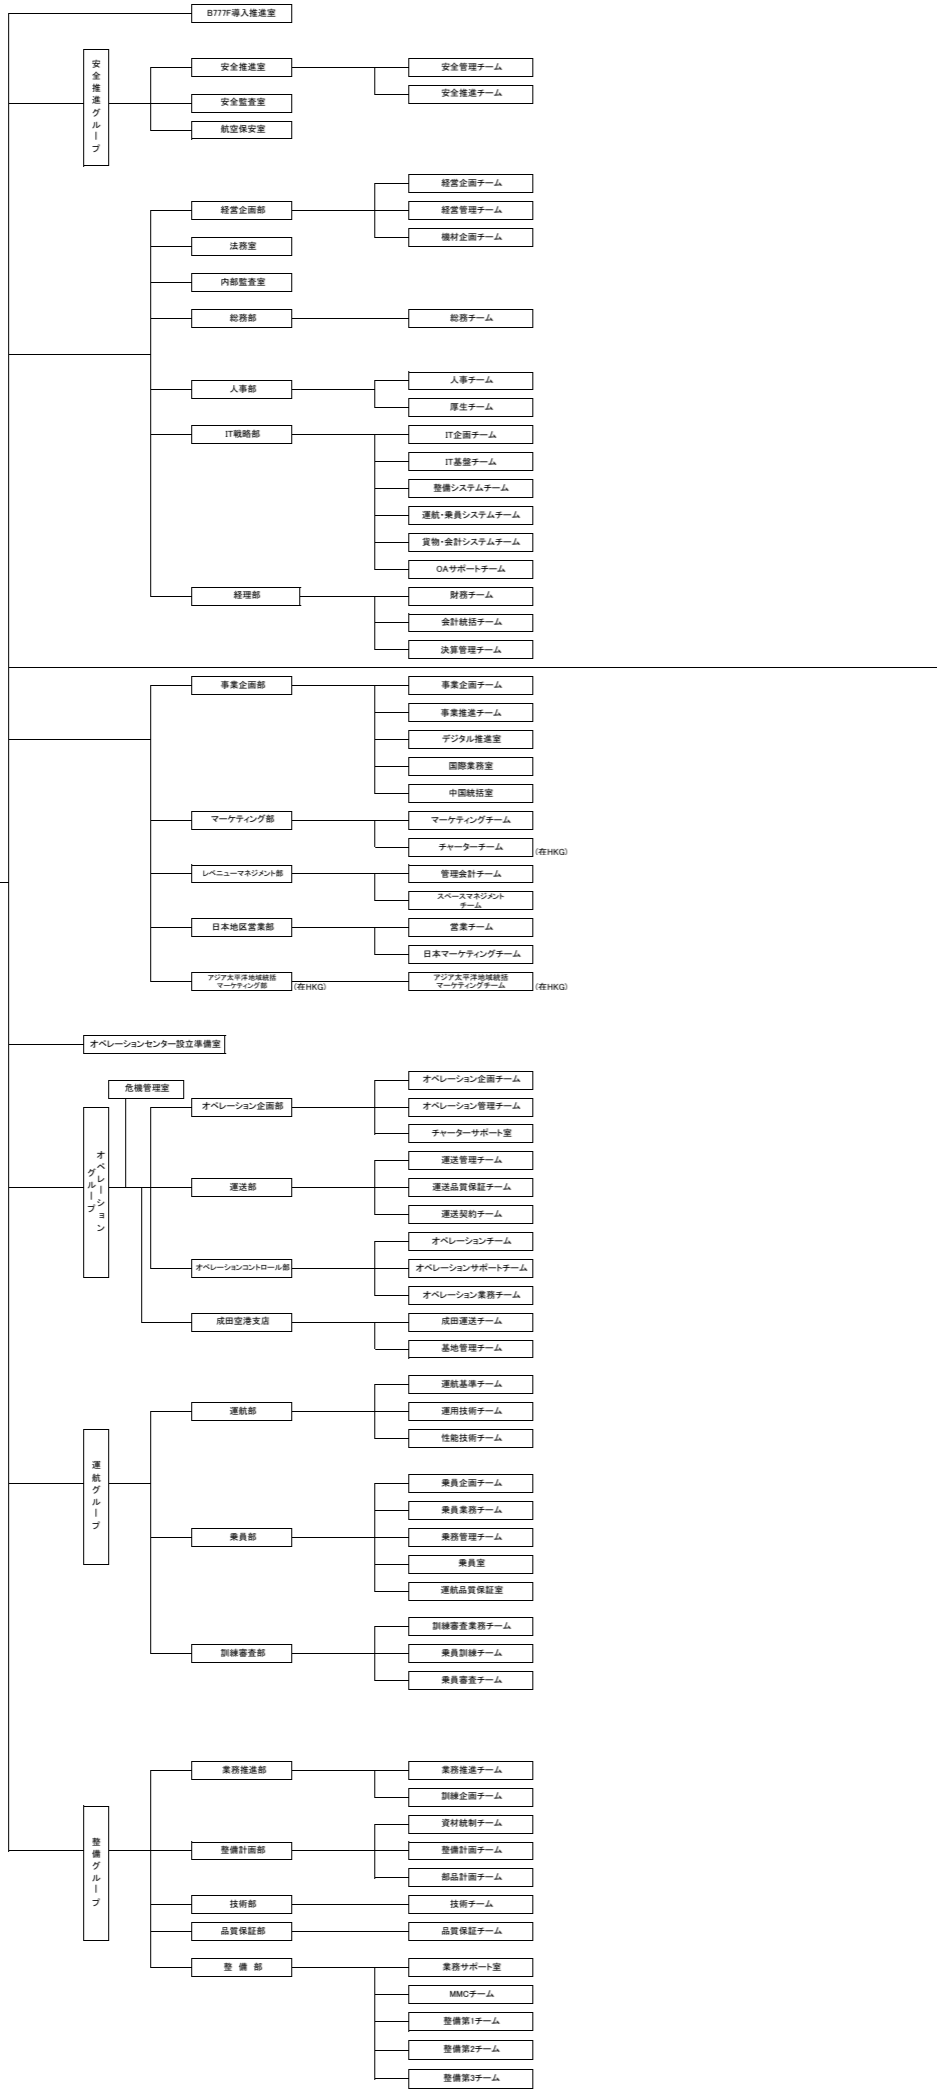 B777F導入推進室
安全推進グループ
安全推進室
安全管理チーム
安全推進チーム
安全監査室
航空保安室
経営企画部
経営企画チーム
経営管理チーム
機材企画チーム
法務室
内部監査室
総務部
総務チーム
人事部
人事チーム
厚生チーム
IT戦略部
IT企画チーム
IT基盤チーム
整備システムチーム
運航・乗員システムチーム
貨物・会計システムチーム
OAサポートチーム
経理部
財務チーム
会計統括チーム
決算管理チーム
事業企画部
事業企画チーム
事業推進チーム
デジタル推進室
国際業務室
中国統括室
マーケティング部
マーケティングチーム
チャーターチーム
(在HKG)
レベニューマネジメント部
管理会計チーム
スペースマネジメント
チーム
日本地区営業部
営業チーム
日本マーケティングチーム
アジア太平洋地域統括
マーケティング部
(在HKG)
アジア太平洋地域統括
マーケティングチーム
(在HKG)
オペレーションセンター設立準備室
危機管理室
オペレーション
グループ
オペレーション企画部
オペレーション企画チーム
オペレーション管理チーム
チャーターサポート室
運送部
運送管理チーム
運送品質保証チーム
運送契約チーム
オペレーションコントロール部
オペレーションチーム
オペレーションサポートチーム
オペレーション業務チーム
成田空港支店
成田運送チーム
基地管理チーム
運航グループ
運航部
運航基準チーム
運用技術チーム
性能技術チーム
乗員部
乗員企画チーム
乗員業務チーム
乗務管理チーム
乗員室
運航品質保証室
訓練審査部
訓練審査業務チーム
乗員訓練チーム
乗員審査チーム
整備グループ
業務推進部
業務推進チーム
訓練企画チーム
整備計画部
資材統制チーム
整備計画チーム
部品計画チーム
技術部
技術チーム
品質保証部
品質保証チーム
整 備 部
業務サポート室
MMCチーム
整備第1チーム
整備第2チーム
整備第3チーム